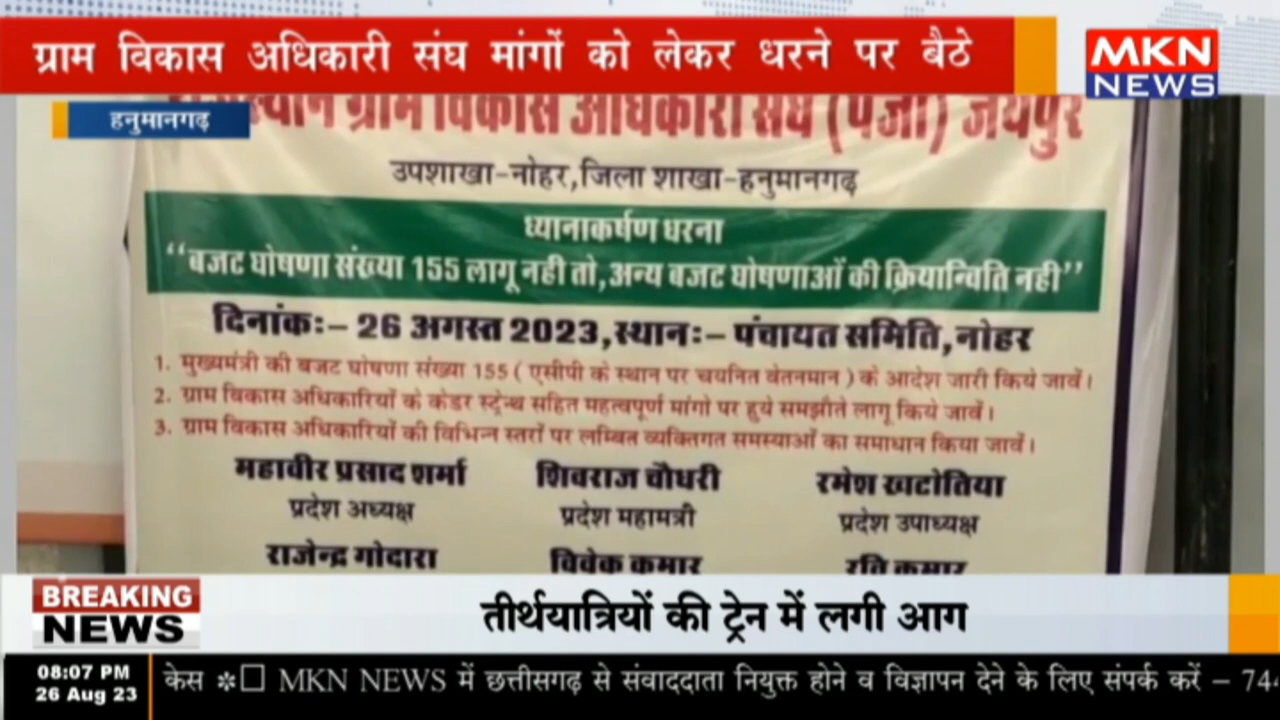 ग्राम विकास अधिकारी संघ मांगों को लेकर धरने पर बैठे
MKN
NEWS
हनुमानगढ़
ग्राम विकास अधिकारी संघ (पंजी) जयपुर
उपशाखा-नोहर,जिला शाखा-हनुमानगढ़
ध्यानाकर्षण धरना
“बजट घोषणा संख्या 155 लागू नही तो,अन्य बजट घोषणाओं की क्रियान्विति नही”
दिनांकः- 26 अगस्त 2023,स्थानः- पंचायत समिति,नोहर
1. मुख्यमंत्री की बजट घोषणा संख्या 155 ( एसीपी के स्थान पर चयनित वेतनमान ) के आदेश जारी किये जावें।
2. ग्राम विकास अधिकारियों के केडर स्ट्रेन्थ सहित महत्वपूर्ण मांगो पर हुये समझौते लागू किये जावें।
3. ग्राम विकास अधिकारियों की विभिन्न स्तरों पर लम्बित व्यक्तिगत समस्याओं का समाधान किया जावें।
महावीर प्रसाद शर्मा शिवराज चौधरी रमेश खटोतिया
प्रदेश अध्यक्ष प्रदेश महामत्री प्रदेश उपाध्यक्ष
राजेन्द्र गोदारा विवेक कुमार रवि कुमार
BREAKING
NEWS
तीर्थयात्रियों की ट्रेन में लगी आग
08:07 PM
26 Aug 23
केस *□ MKN NEWS में छत्तीसगढ़ से संवाददाता नियुक्त होने व विज्ञापन देने के लिए संपर्क करें – 744